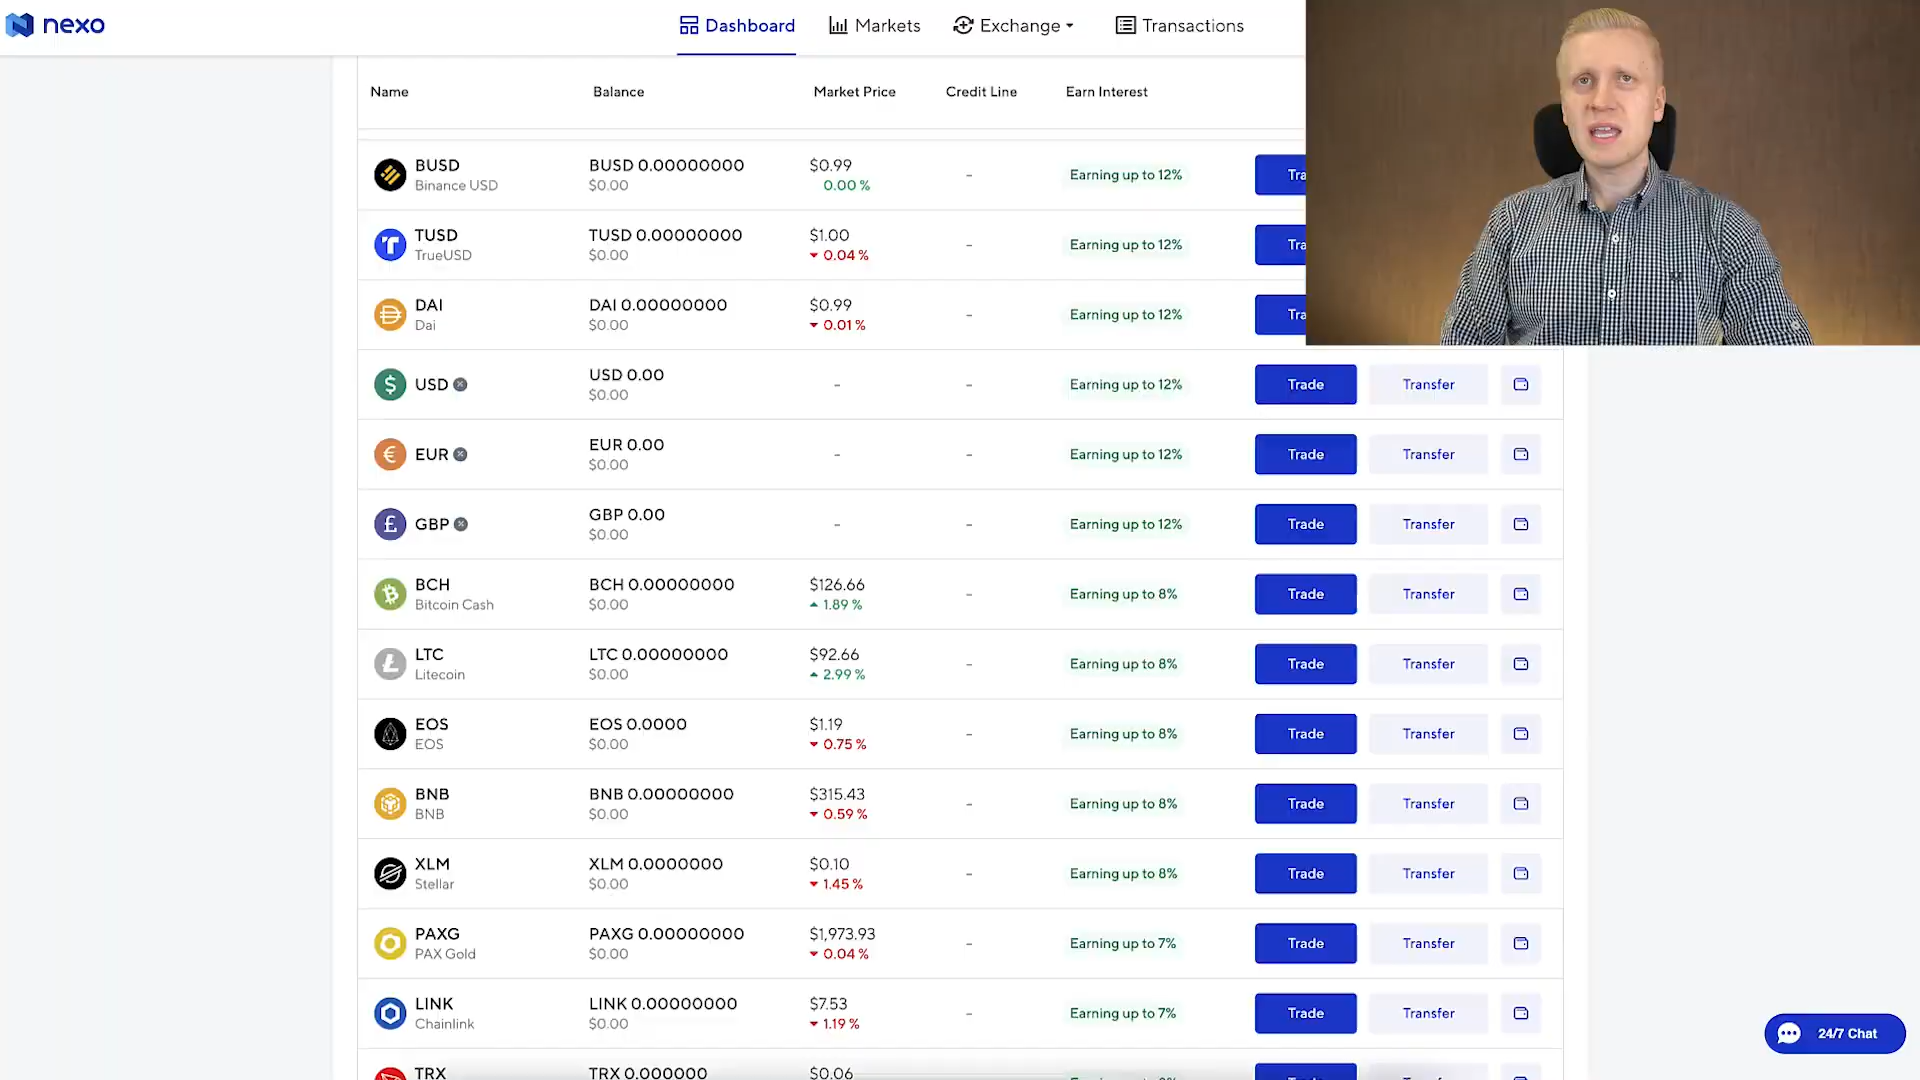 nexo
Dashboard
Markets
Exchange
Transactions
Name Balance Market Price Credit Line Earn Interest
BUSD BUSD 0.00000000 $0.99 - Earning up to 12%
Binance USD $0.00 0.00 %
TUSD TUSD 0.00000000 $1.00 - Earning up to 12%
TrueUSD $0.00 0.04 %
DAI DAI 0.00000000 $0.99 - Earning up to 12%
Dai $0.00 0.01 %
USD USD 0.00 - - Earning up to 12% Trade Transfer
$0.00
EUR EUR 0.00 - - Earning up to 12% Trade Transfer
$0.00
GBP GBP 0.00 - - Earning up to 12% Trade Transfer
$0.00
BCH BCH 0.00000000 $126.66 - Earning up to 8% Trade Transfer
Bitcoin Cash $0.00 1.89 %
LTC LTC 0.00000000 $92.66 - Earning up to 8% Trade Transfer
Litecoin $0.00 2.99 %
EOS EOS 0.0000 $1.19 - Earning up to 8% Trade Transfer
EOS $0.00 0.75 %
BNB BNB 0.00000000 $315.43 - Earning up to 8% Trade Transfer
BNB $0.00 0.59 %
XLM XLM 0.0000000 $0.10 - Earning up to 8% Trade Transfer
Stellar $0.00 1.45 %
PAXG PAXG 0.00000000 $1,973.93 - Earning up to 7% Trade Transfer
PAX Gold $0.00 0.04 %
LINK LINK 0.00000000 $7.53 - Earning up to 7% Trade Transfer
Chainlink $0.00 1.19 %
TRX TRX 0.000000 $0.06
24/7 Chat